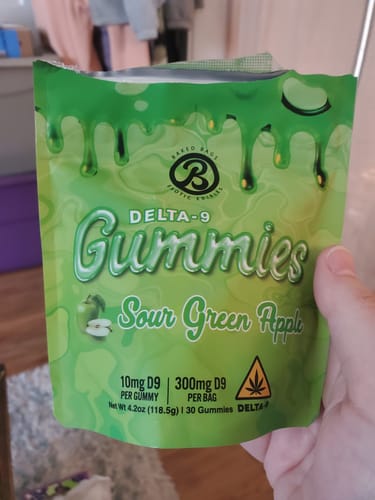 BAKED BAGS
B
EXOTIC EDIBLES
DELTA-9
Gummies
Sour Green Apple
10mg D9
PER GUMMY
300mg D9
PER BAG
Net Wt 4.2oz (118.5g) | 30 Gummies
DELTA-9